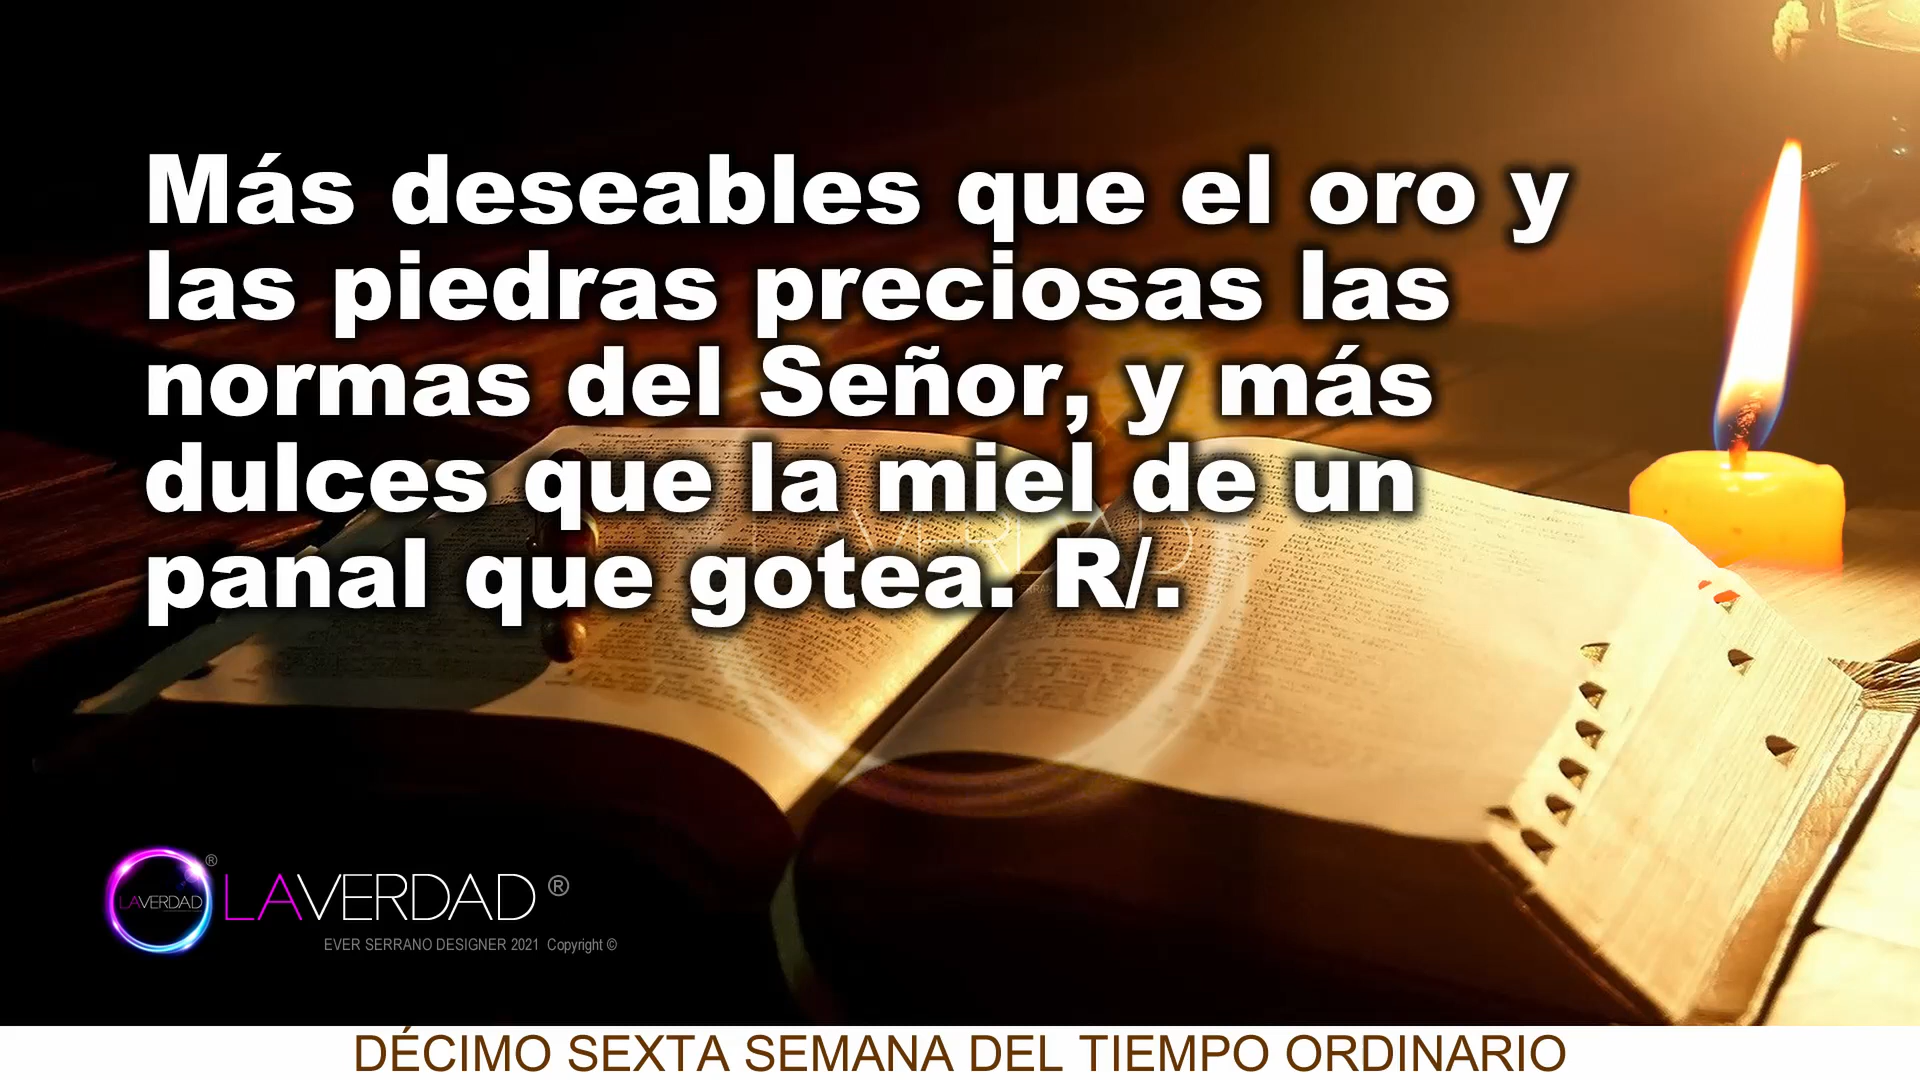 Más deseables que el oro y
las piedras preciosas las
normas del Señor, y más
dulces que la miel de un
panal que gotea. R/.
LAVERDAD ®
LAVERDAD ®
EVER SERRANO DESIGNER 2021 Copyright ©
DÉCIMO SEXTA SEMANA DEL TIEMPO ORDINARIO